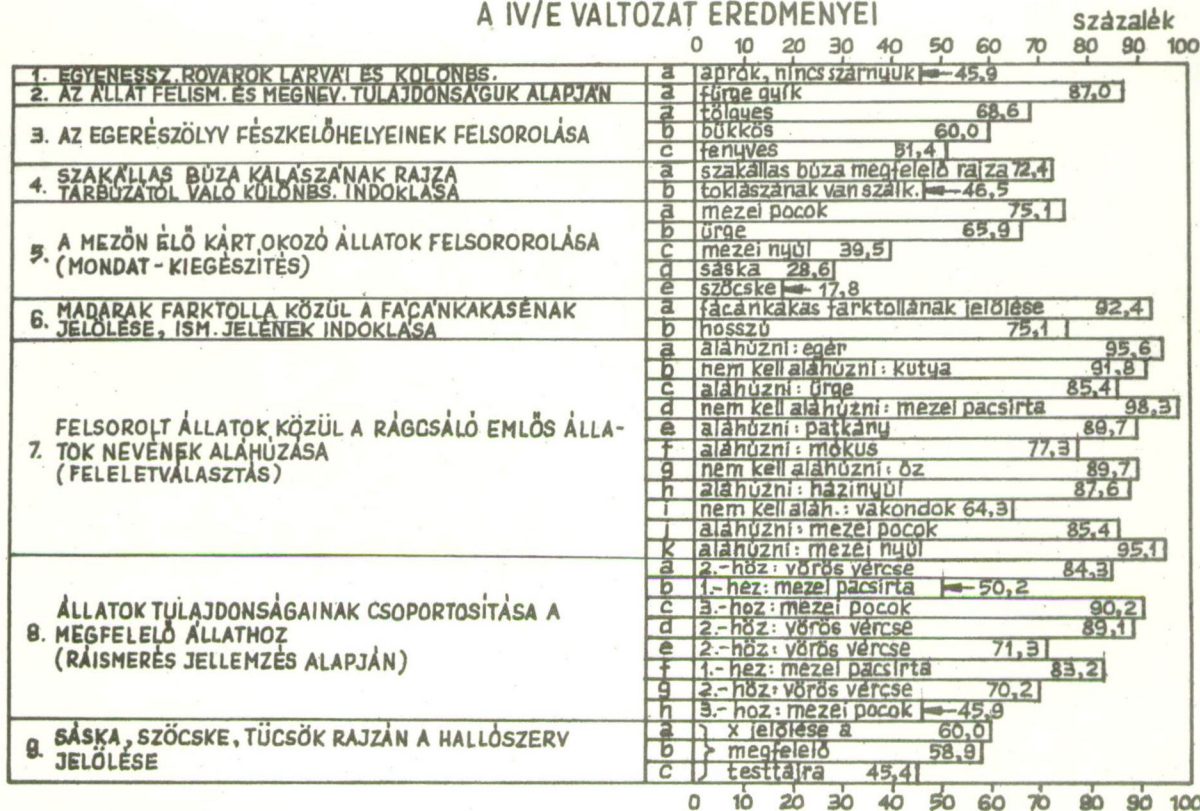 A IV/E VÁLTOZAT EREDMÉNYEI
Százalék
0 10 20 30 40 50 60 70 80 90 100
1. EGYENESSZ. ROVAROK LÁRVÁI ÉS KÜLÖNBS.
a aprók, nincs szárnyuk 45,9
2. AZ ÁLLAT FELISM. ÉS MEGNEV. TULAJDONSÁGUK ALAPJÁN
a fürge gyík 87,0
3. AZ EGERÉSZÖLYV FÉSZKELŐHELYEINEK FELSOROLÁSA
a tölgyes 68,6
b bükkös 60,0
c fenyves 51,4
4. SZAKÁLLAS BÚZA KALÁSZÁNAK RAJZA
TARBÚZÁTÓL VALÓ KÜLÖNBS. INDOKLÁSA
a szakállas búza megfelelő rajza 72,4
b toklászának van szálk. 46,5
5. A MEZŐN ÉLŐ KÁRT OKOZÓ ÁLLATOK FELSOROROLÁSA
(MONDAT-KIEGÉSZÍTÉS)
a mezei pocok 75,1
b ürge 65,9
c mezei nyúl 39,5
d sáska 28,6
e szöcske 17,8
6. MADARAK FARKTOLLA KÖZÜL A FÁCÁNKAKASÉNAK
JELÖLÉSE, ISM. JELÉNEK INDOKLÁSA
a fácánkakas farktollának jelölése 92,4
b hosszú 75,1
7. FELSOROLT ÁLLATOK KÖZÜL A RÁGCSÁLÓ EMLŐS ÁLLA-
TOK NEVÉNEK ALÁHÚZÁSA
(FELELETVÁLASZTÁS)
a aláhúzni: egér 95,6
b nem kell aláhúzni: kutya 91,8
c aláhúzni: ürge 85,4
d nem kell aláhúzni: mezei pacsirta 98,3
e aláhúzni: patkány 89,7
f aláhúzni: mókus 77,3
g nem kell aláhúzni: őz 89,7
h aláhúzni: házinyúl 87,6
i nem kell aláh.: vakondok 64,3
j aláhúzni: mezei pocok 85,4
k aláhúzni: mezei nyúl 95,1
8. ÁLLATOK TULAJDONSÁGAINAK CSOPORTOSÍTÁSA A
MEGFELELŐ ÁLLATHOZ
(RÁISMERÉS JELLEMZÉS ALAPJÁN)
a 2.-höz: vörös vércse 84,3
b 1.-hez: mezei pacsirta 50,2
c 3.-hoz: mezei pocok 90,2
d 2.-höz: vörös vércse 89,1
e 2.-höz: vörös vércse 71,3
f 1.-hez: mezei pacsirta 83,2
g 2.-höz: vörös vércse 70,2
h 3.-hoz: mezei pocok 45,9
9. SÁSKA, SZÖCSKE, TÜCSÖK RAJZÁN A HALLÓSZERV
JELÖLÉSE
a x jelölése a 60,0
b megfelelő 58,9
c testtájra 45,4
0 10 20 30 40 50 60 70 80 90 100